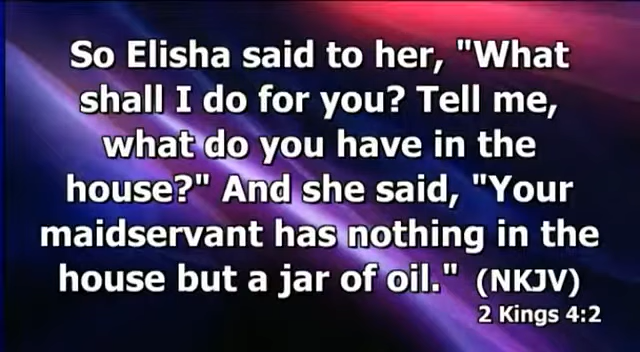 So Elisha said to her, "What
shall I do for you? Tell me,
what do you have in the
house?" And she said, "Your
maidservant has nothing in the
house but a jar of oil." (NKJV)
2 Kings 4:2